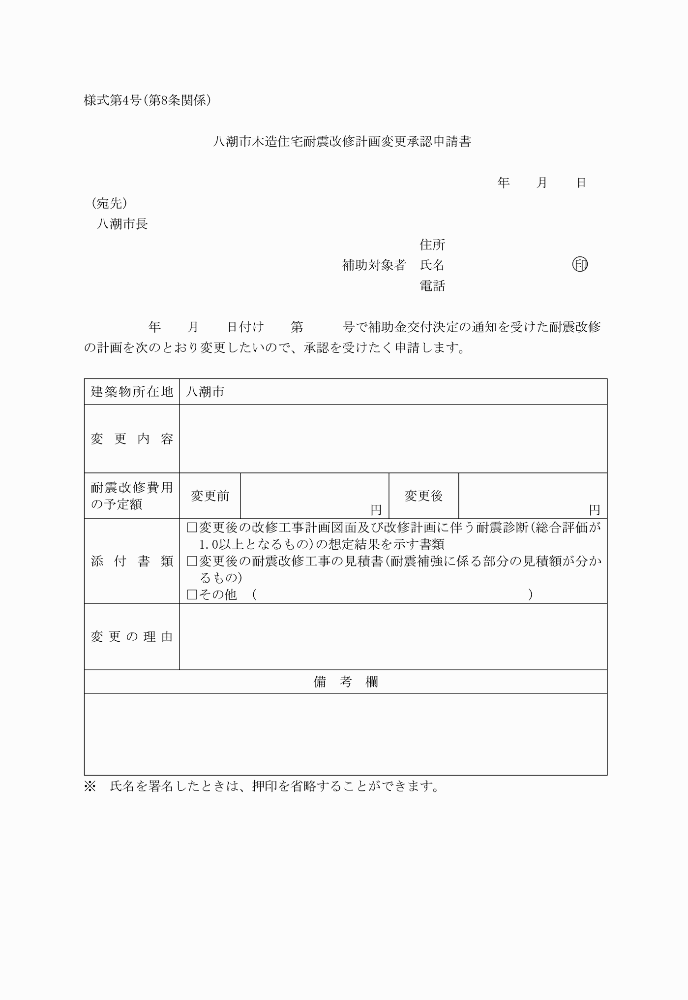 様式第4号(第8条関係)
八潮市木造住宅耐震改修計画変更承認申請書
年　　月　　日
(宛先)
八潮市長
住所
補助対象者　氏名　　　　　　　　　　㊞
電話
年　　月　　日付け　　第　　　号で補助金交付決定の通知を受けた耐震改修
の計画を次のとおり変更したいので、承認を受けたく申請します。
建築物所在地　八潮市
変更内容
耐震改修費用
の予定額
変更前　　　　円　変更後　　　　円
添付書類
□変更後の改修工事計画図面及び改修計画に伴う耐震診断(総合評価が
1.0以上となるもの)の想定結果を示す書類
□変更後の耐震改修工事の見積書(耐震補強に係る部分の見積額が分か
るもの)
□その他　(　　　　　　　　　　　　　　　　　　　　　)
変更の理由
備　考　欄
※　氏名を署名したときは、押印を省略することができます。